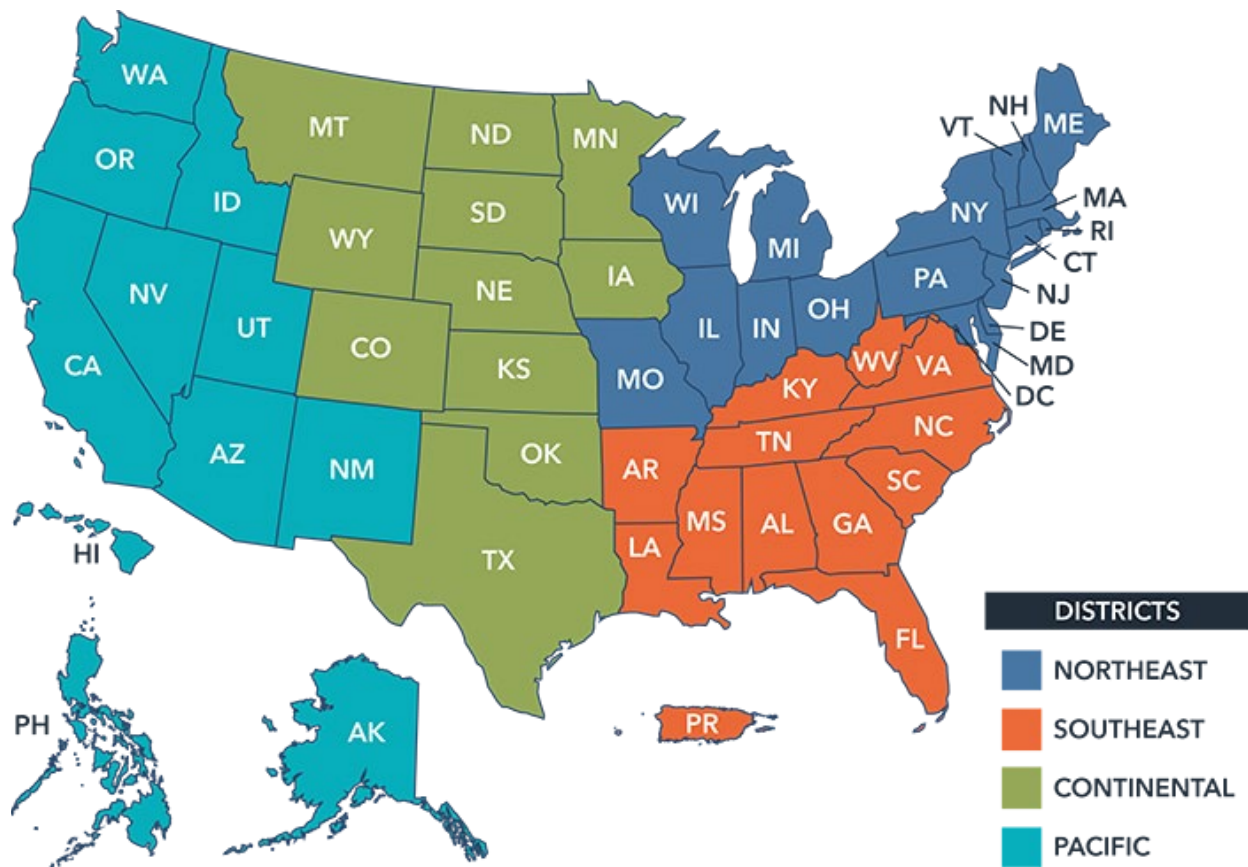 WA
MT
ND
MN
NH
ME
VT
OR
ID
SD
WI
MI
NY
MA
RI
CT
WY
NE
IA
PA
NJ
NV
UT
CO
KS
MO
IL
IN
OH
DE
MD
DC
CA
KY
WV
VA
AZ
NM
OK
AR
TN
NC
SC
HI
TX
LA
MS
AL
GA
FL
PH
AK
PR
DISTRICTS
NORTHEAST
SOUTHEAST
CONTINENTAL
PACIFIC